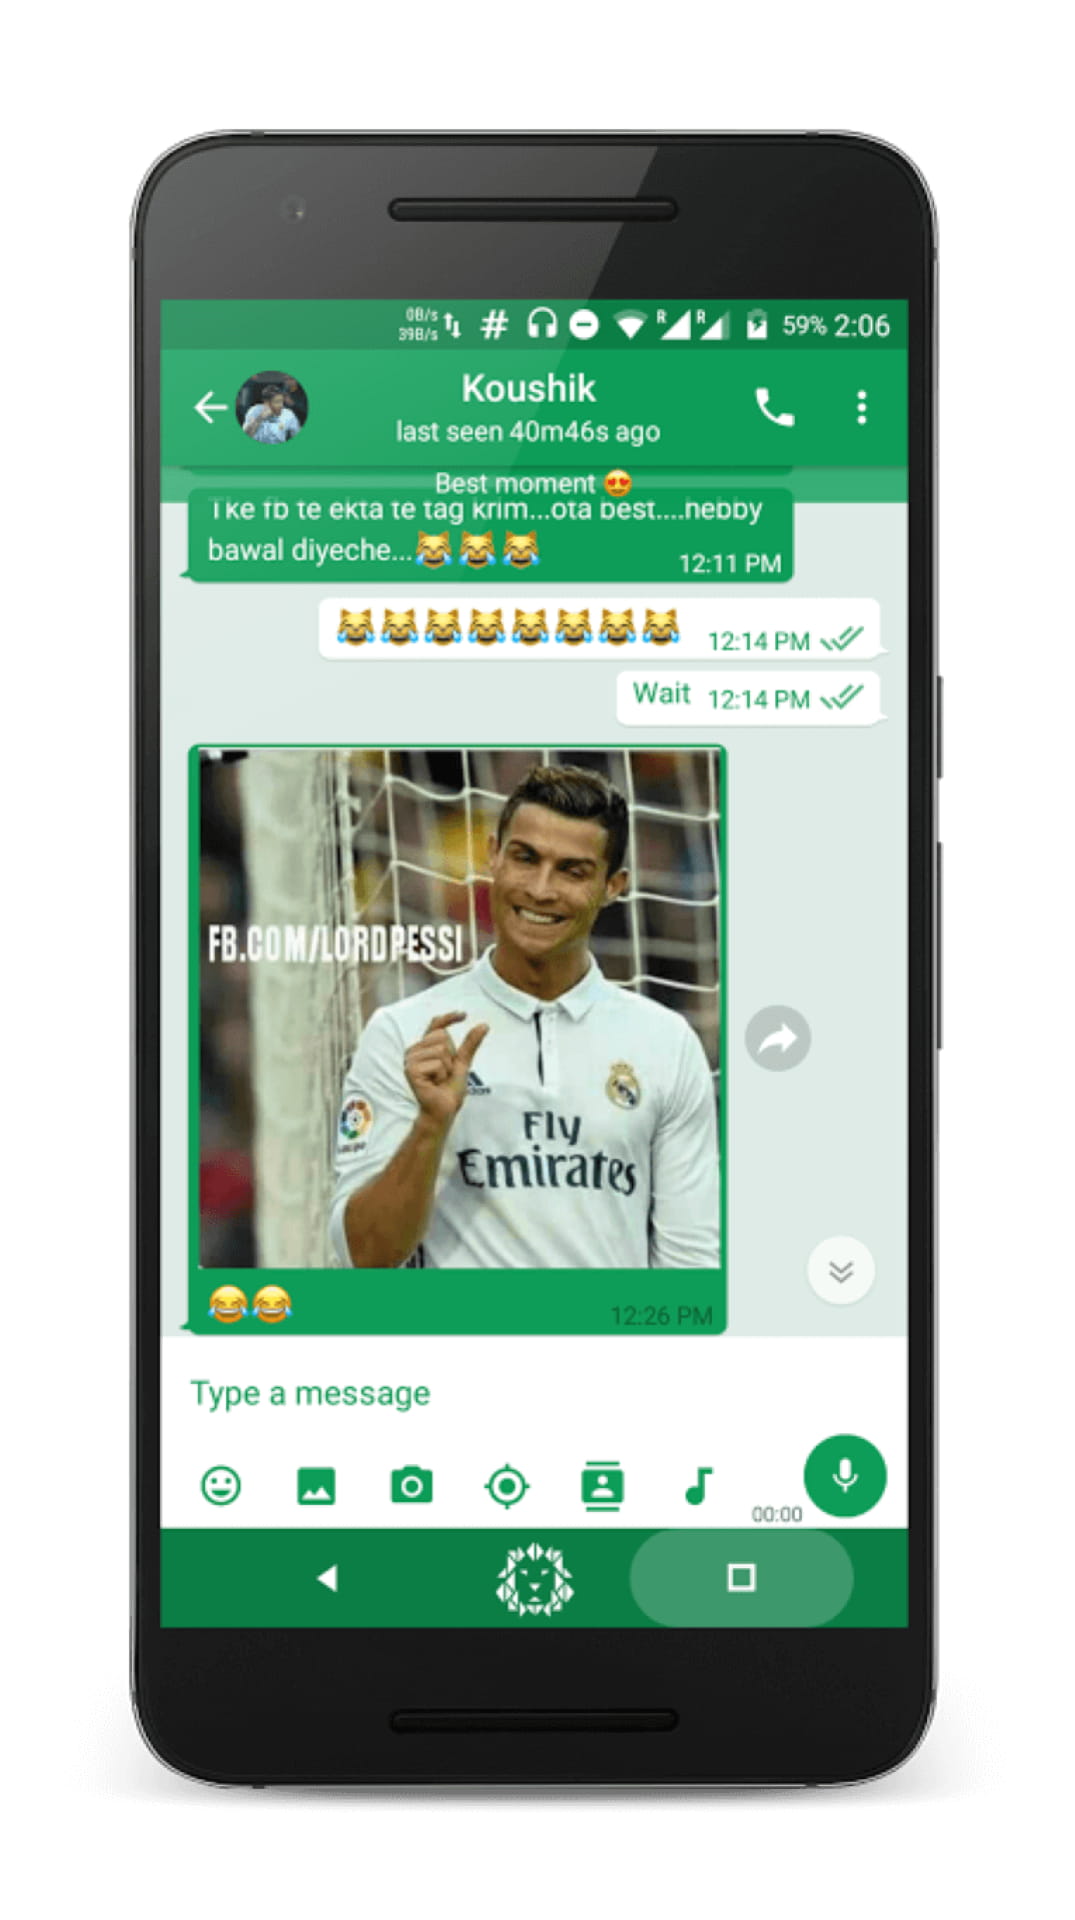 0B/s
39B/s
59% 2:06
Koushik
last seen 40m46s ago
Best moment 😍
Tke fb te ekta te tag krim...ota best....hebby
bawal diyeche...😹😹😹
12:11 PM
😹😹😹😹😹😹😹😹 12:14 PM
Wait 12:14 PM
FB.COM/LORDPESSI
adidas
Fly
Emirates
😂😂 12:26 PM
Type a message
00:00